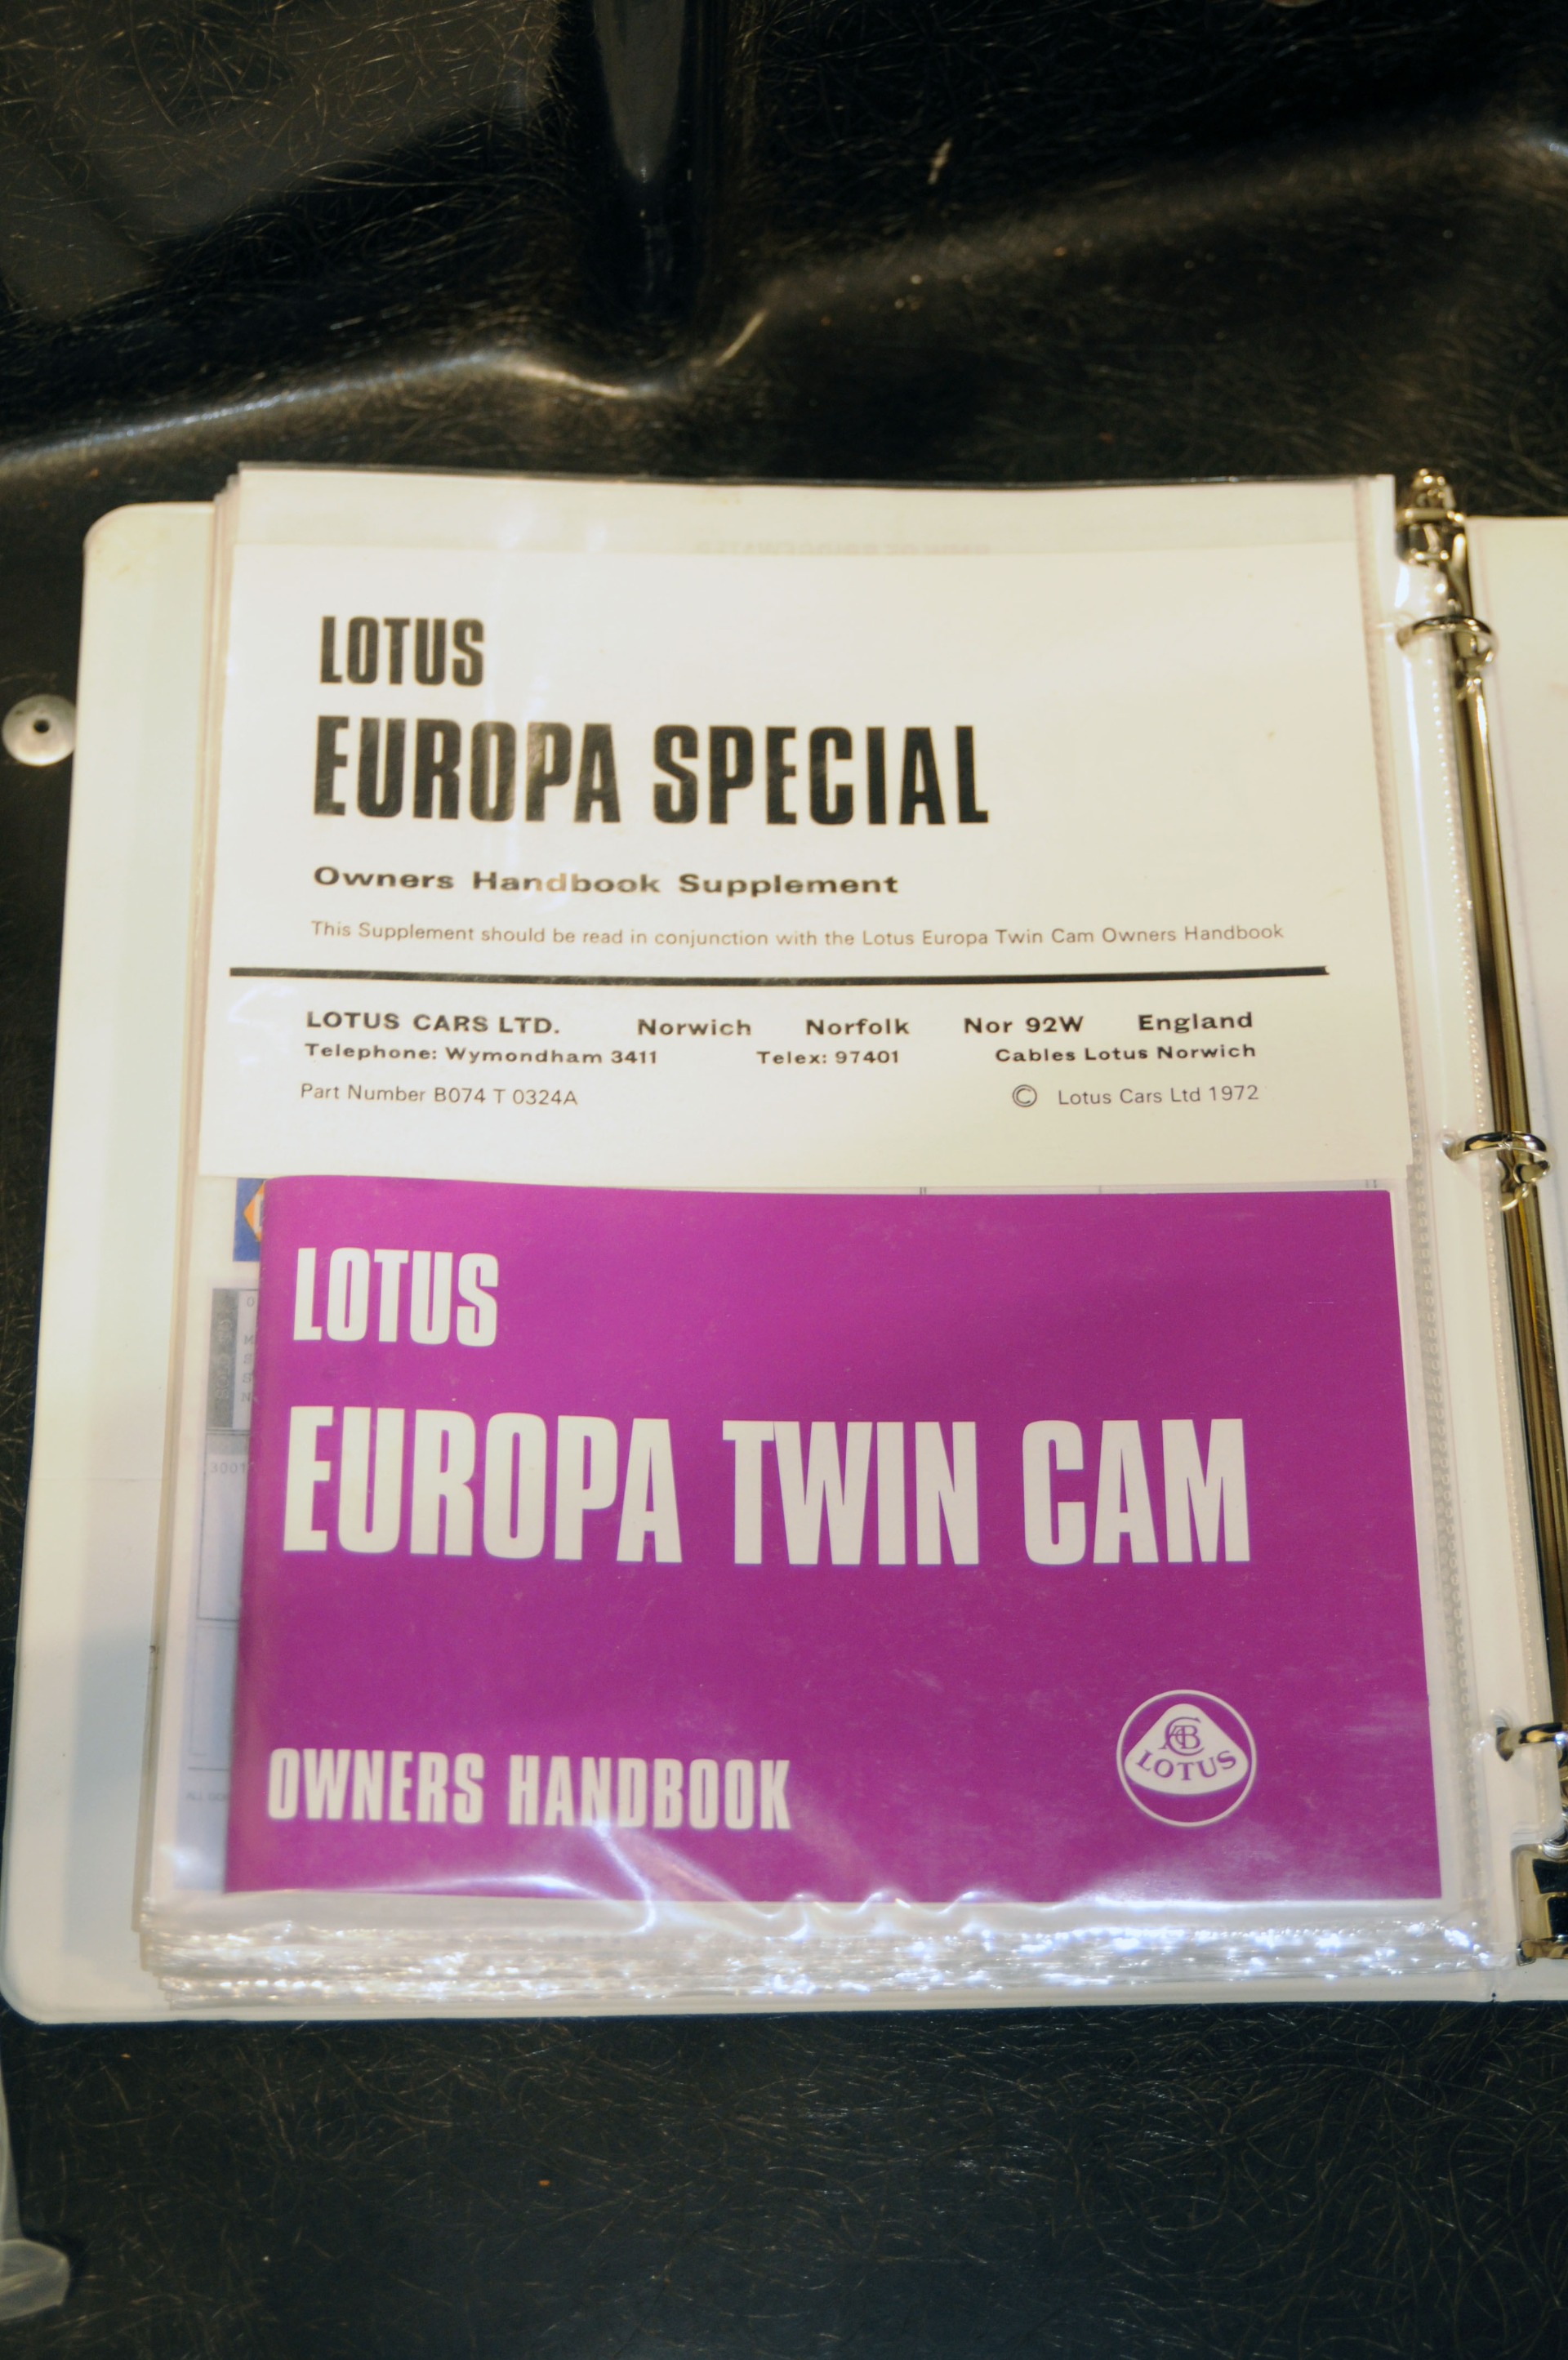 LOTUS
EUROPA SPECIAL
Owners Handbook Supplement
This Supplement should be read in conjunction with the Lotus Europa Twin Cam Owners Handbook
LOTUS CARS LTD. Norwich Norfolk Nor 92W England
Telephone: Wymondham 3411 Telex: 97401 Cables Lotus Norwich
Part Number B074 T 0324A © Lotus Cars Ltd 1972
LOTUS
EUROPA TWIN CAM
OWNERS HANDBOOK
ACBC
LOTUS